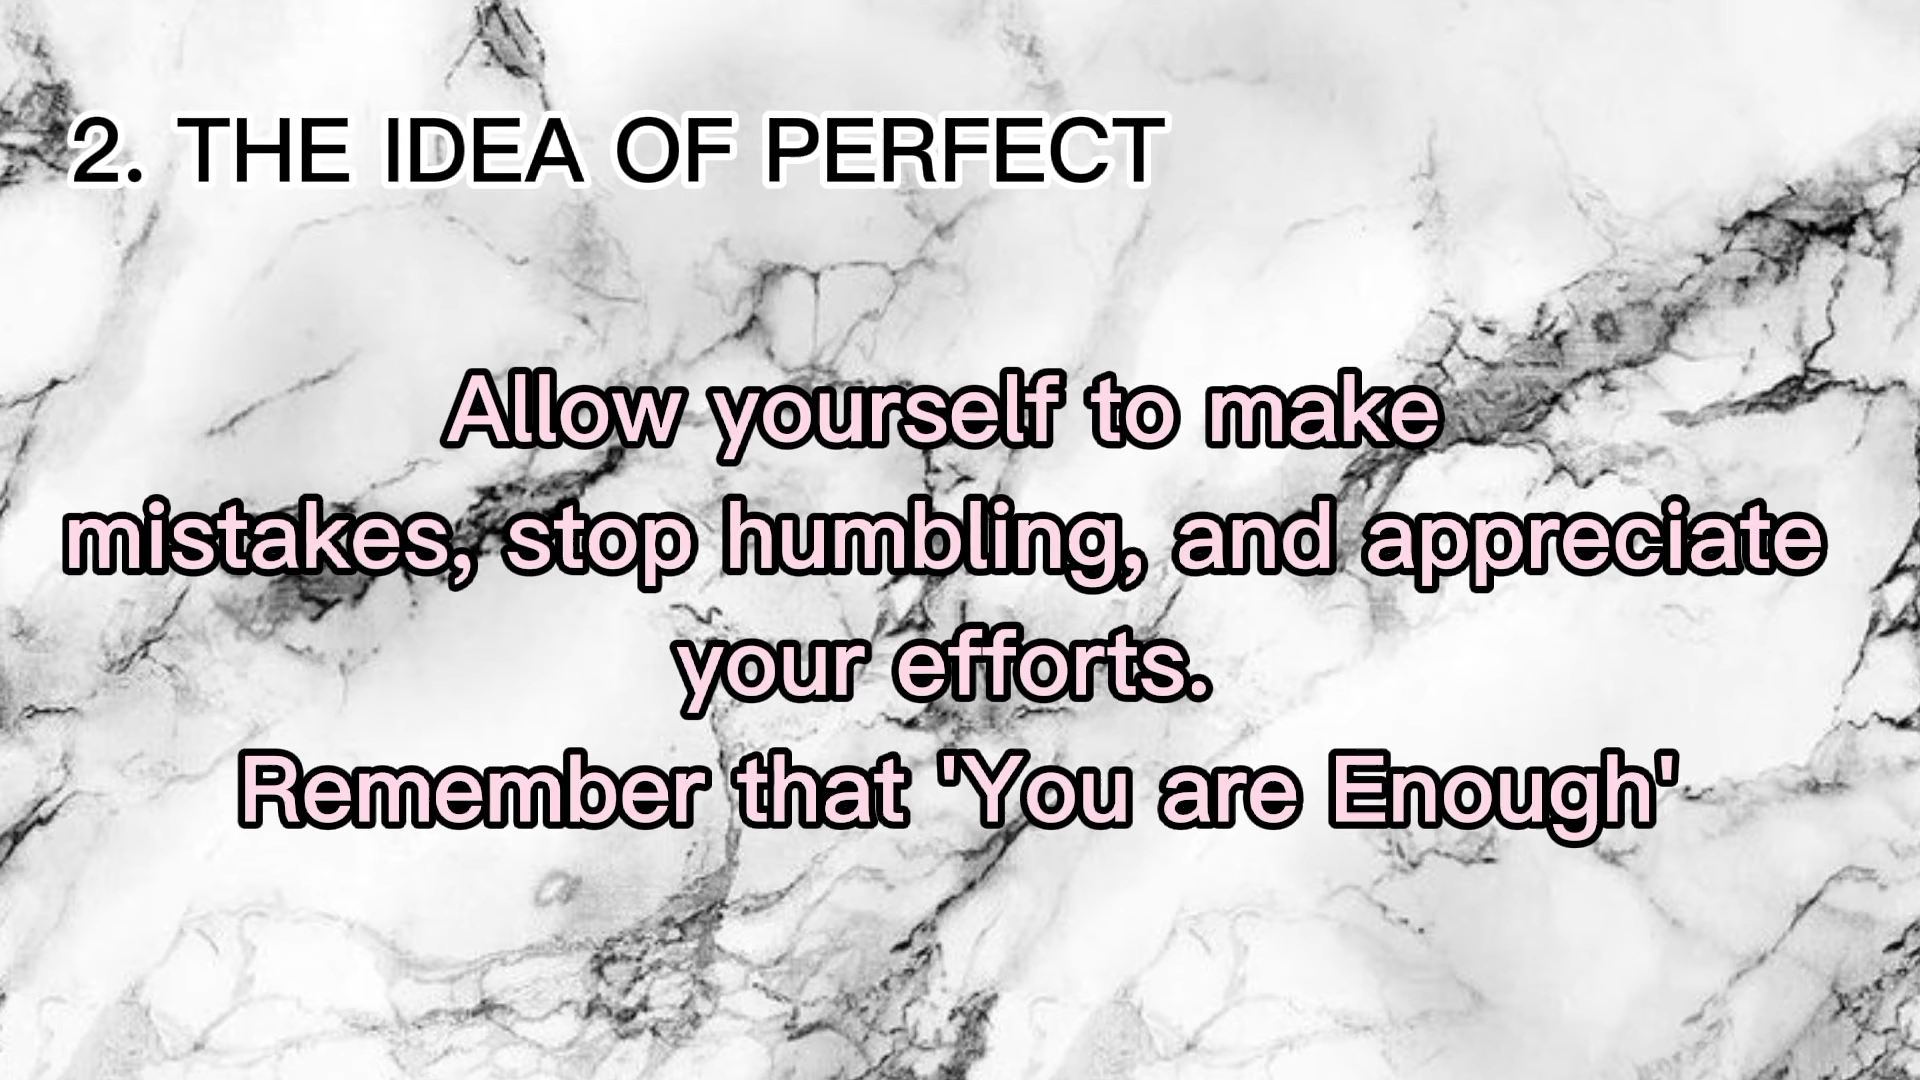 2. THE IDEA OF PERFECT
Allow yourself to make
mistakes, stop humbling, and appreciate
your efforts.
Remember that 'You are Enough'